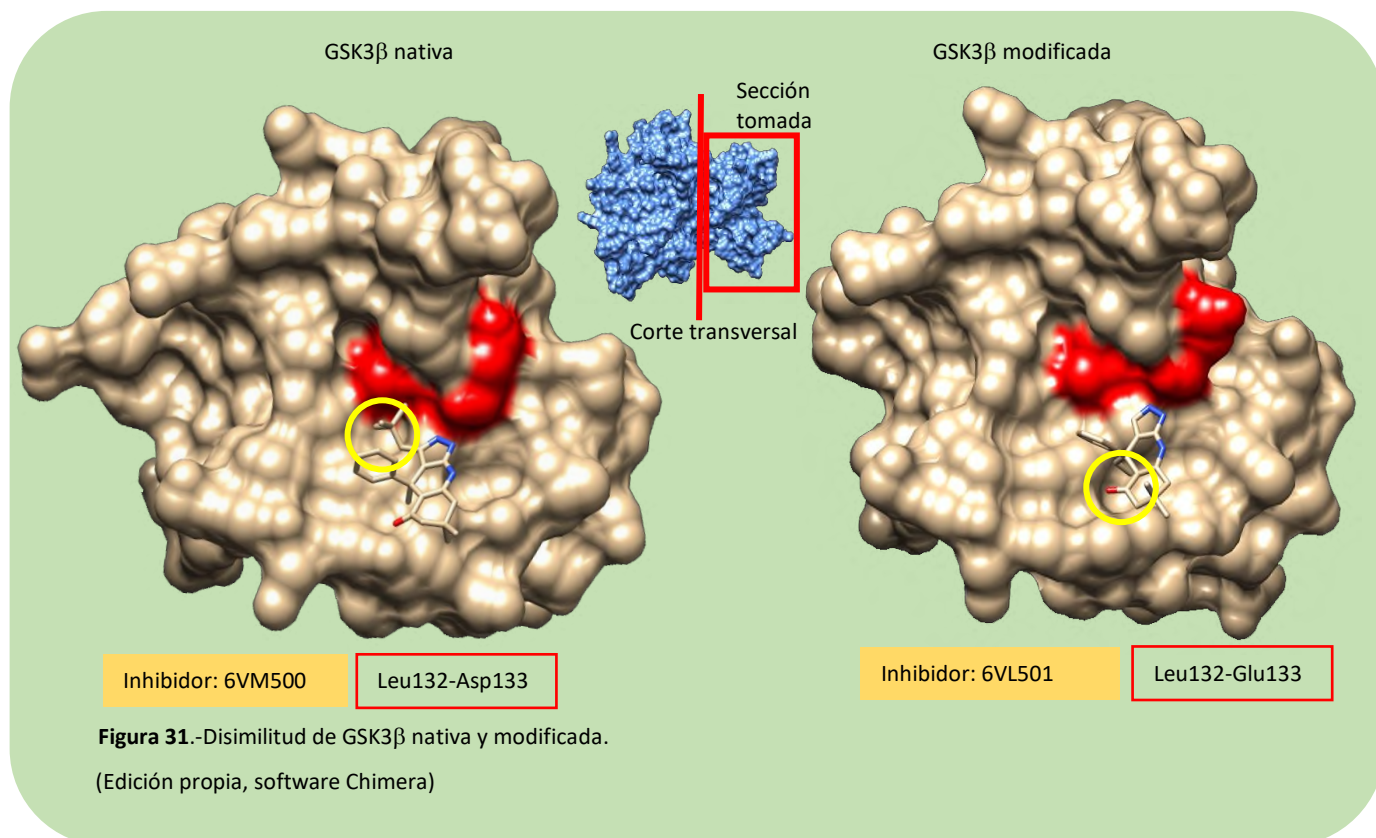 GSK3β nativa
GSK3β modificada
Sección
tomada
Corte transversal
Inhibidor: 6VM500
Leu132-Asp133
Inhibidor: 6VL501
Leu132-Glu133
Figura 31.-Disimilitud de GSK3β nativa y modificada.
(Edición propia, software Chimera)